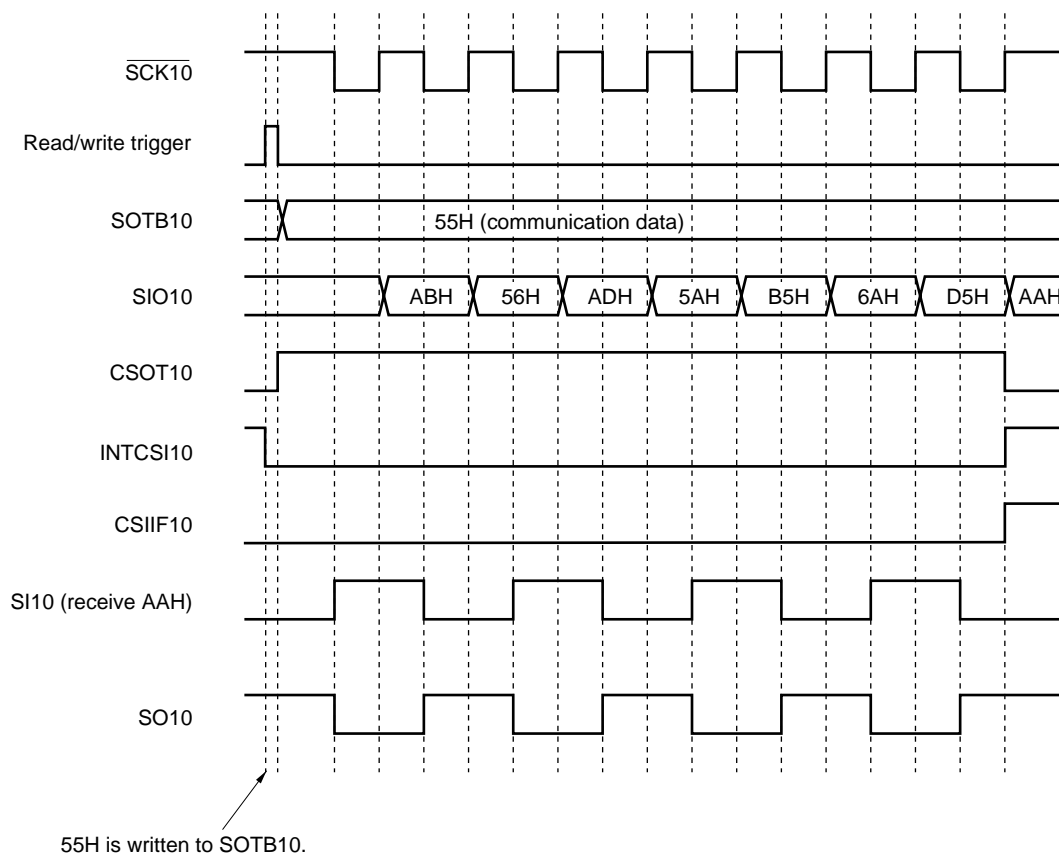 SCK10
Read/write trigger
SOTB10
55H (communication data)
SIO10
ABH 56H ADH 5AH B5H 6AH D5H AAH
CSOT10
INTCSI10
CSIIF10
SI10 (receive AAH)
SO10
55H is written to SOTB10.